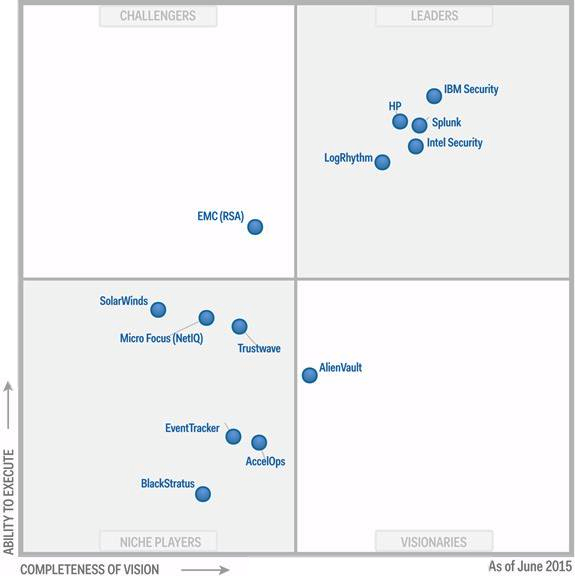 CHALLENGERS
LEADERS
IBM Security
HP
Splunk
Intel Security
LogRhythm
EMC (RSA)
SolarWinds
Micro Focus (NetIQ)
Trustwave
AlienVault
EventTracker
AccelOps
BlackStratus
NICHE PLAYERS
VISIONARIES
ABILITY TO EXECUTE
COMPLETENESS OF VISION
As of June 2015